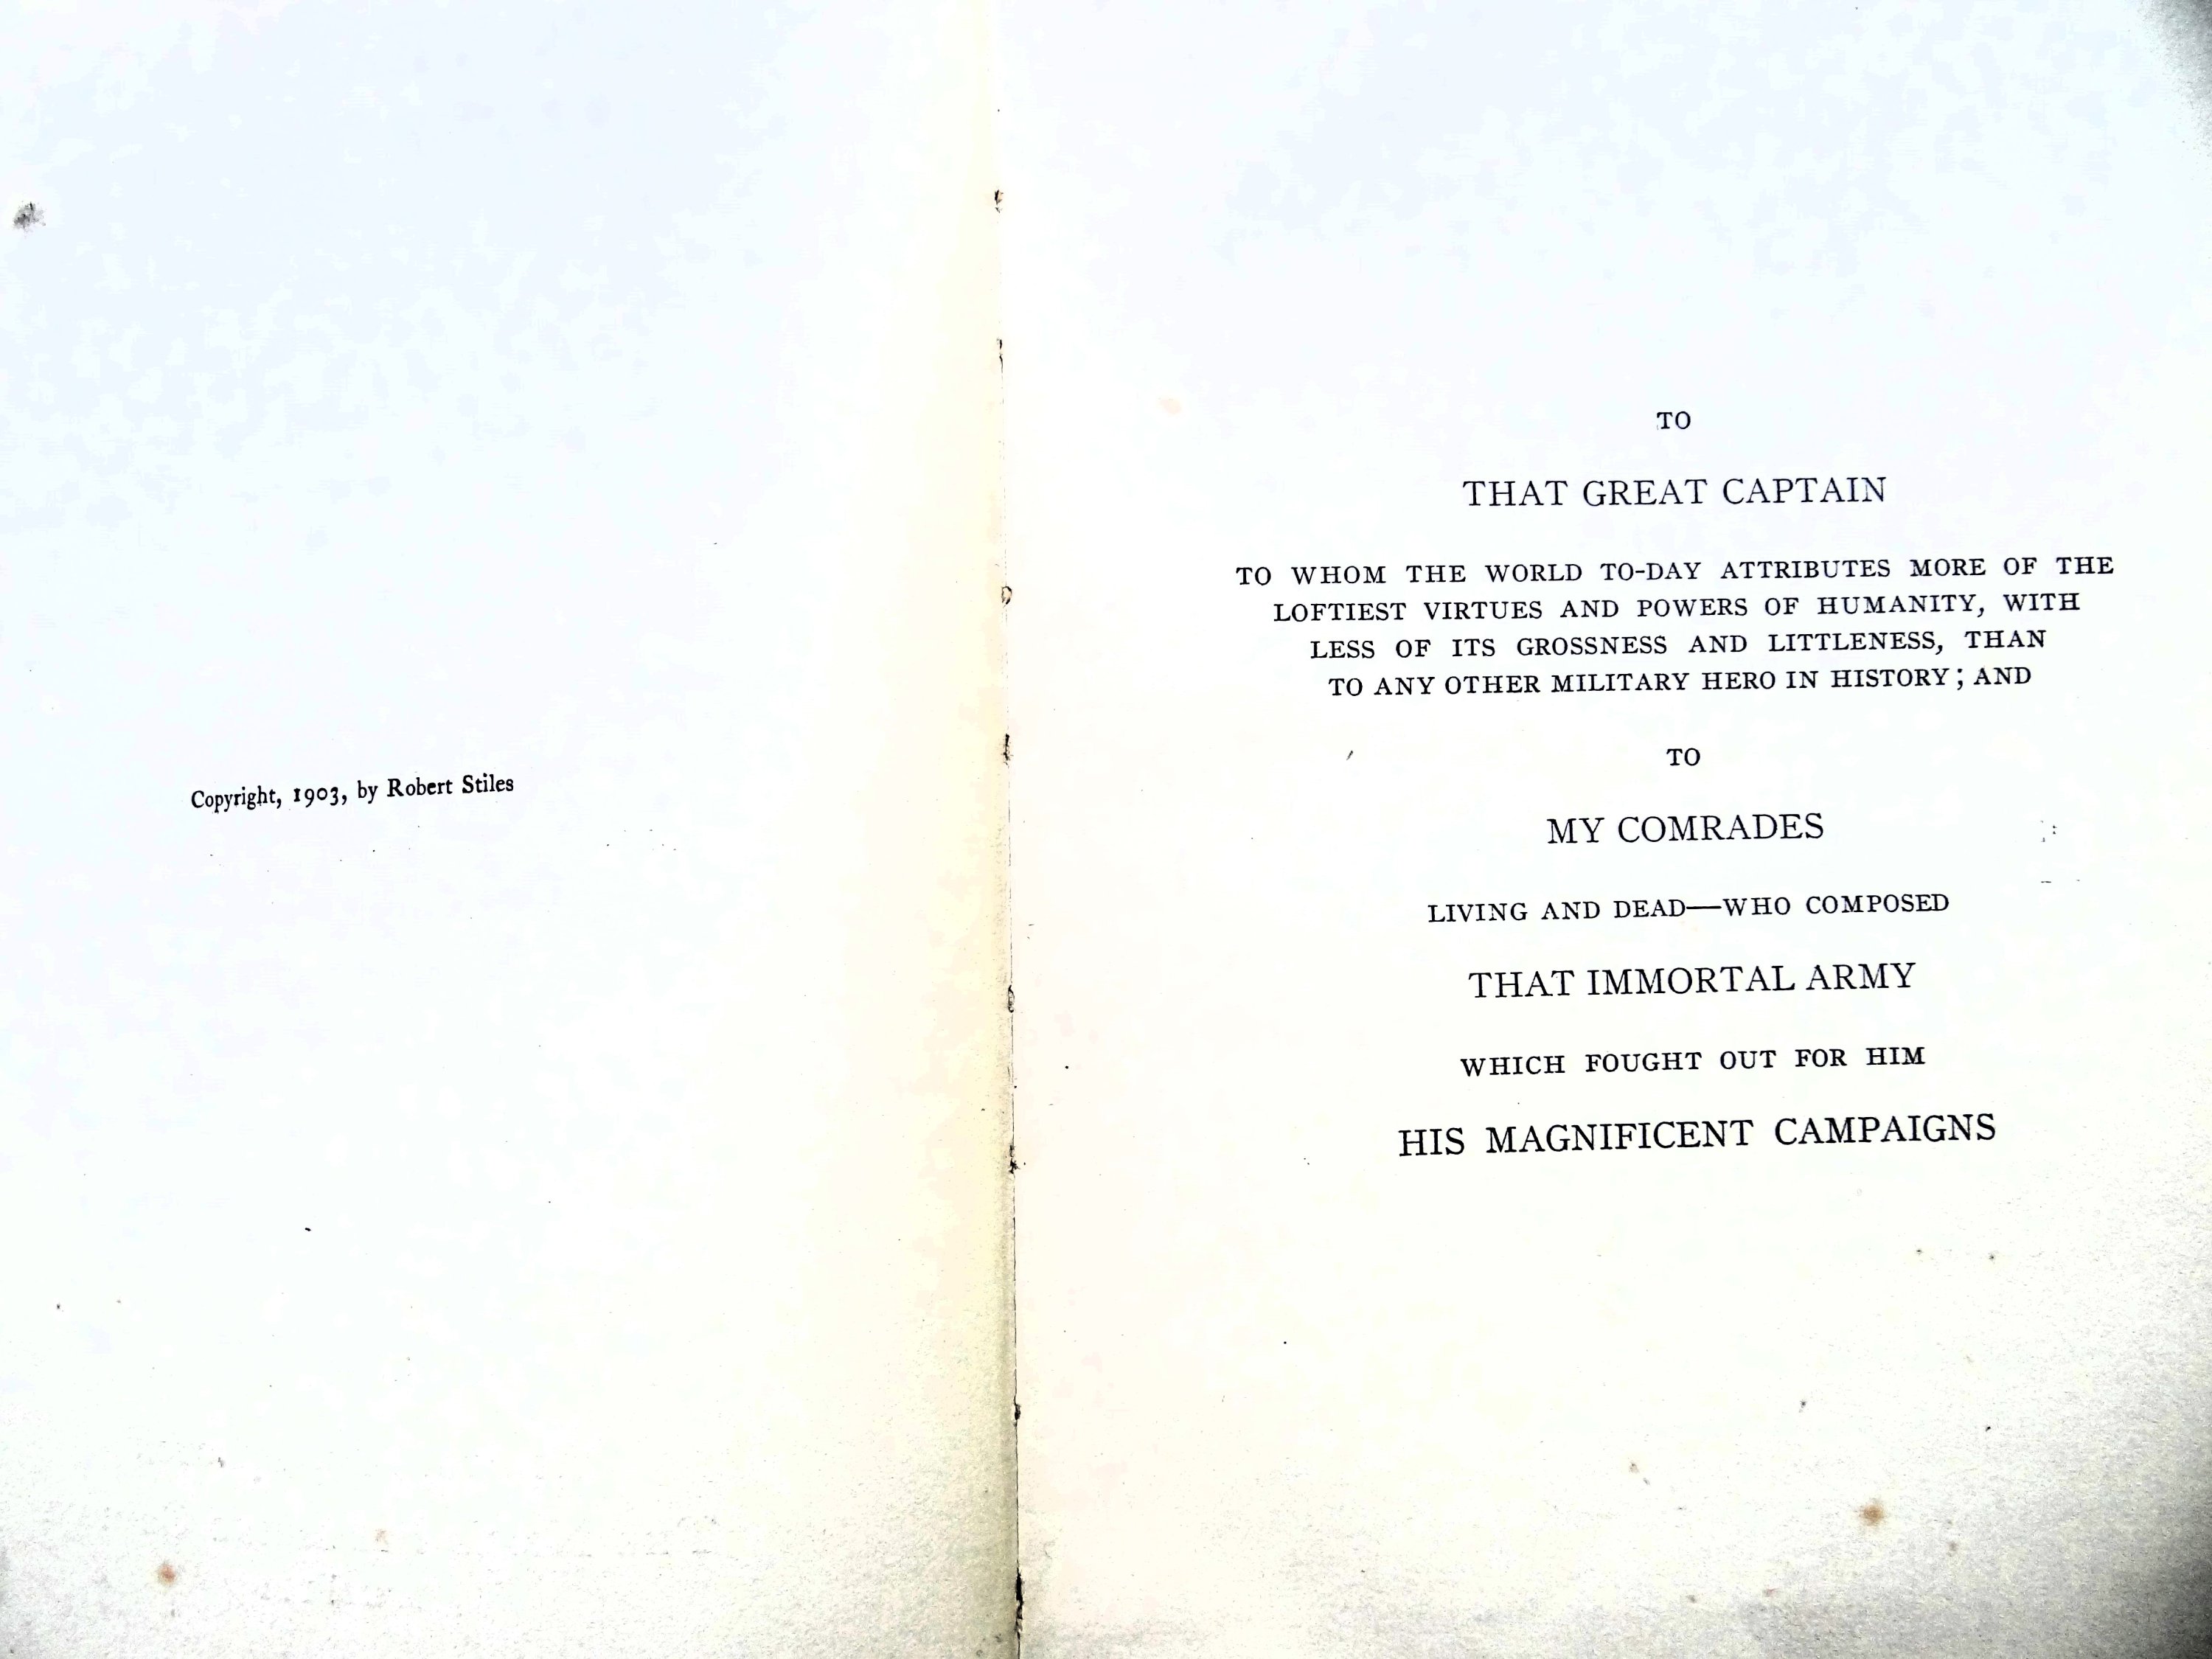 Copyright, 1903, by Robert Stiles
TO
THAT GREAT CAPTAIN
TO WHOM THE WORLD TO-DAY ATTRIBUTES MORE OF THE
LOFTIEST VIRTUES AND POWERS OF HUMANITY, WITH
LESS OF ITS GROSSNESS AND LITTLENESS, THAN
TO ANY OTHER MILITARY HERO IN HISTORY; AND
TO
MY COMRADES
LIVING AND DEAD—WHO COMPOSED
THAT IMMORTAL ARMY
WHICH FOUGHT OUT FOR HIM
HIS MAGNIFICENT CAMPAIGNS